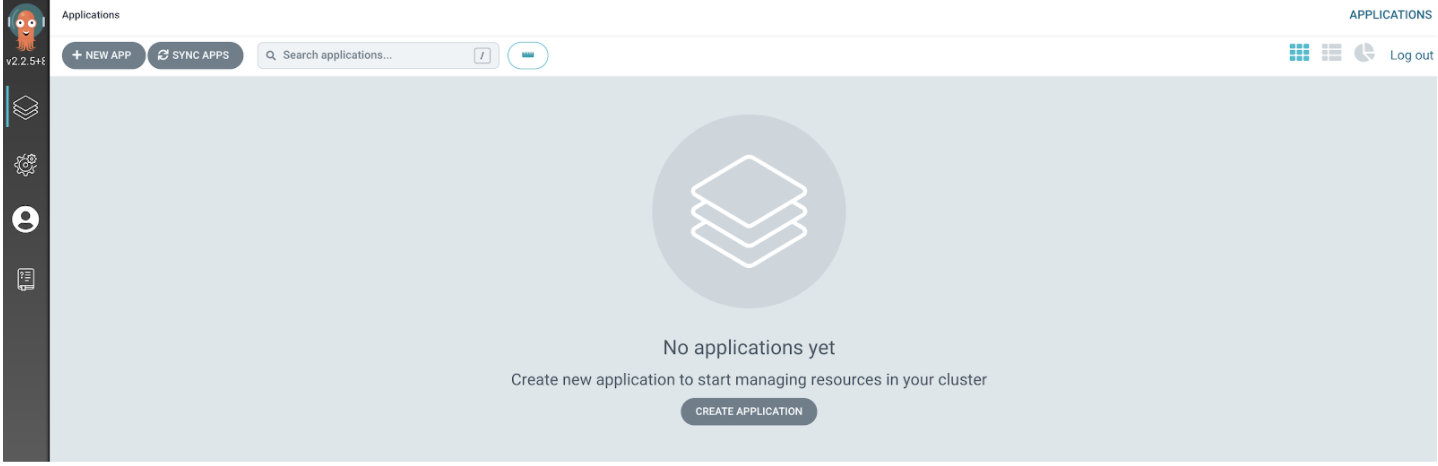 Applications
APPLICATIONS
v2.2.5+8
+ NEW APP
SYNC APPS
Search applications...
/
Log out
No applications yet
Create new application to start managing resources in your cluster
CREATE APPLICATION